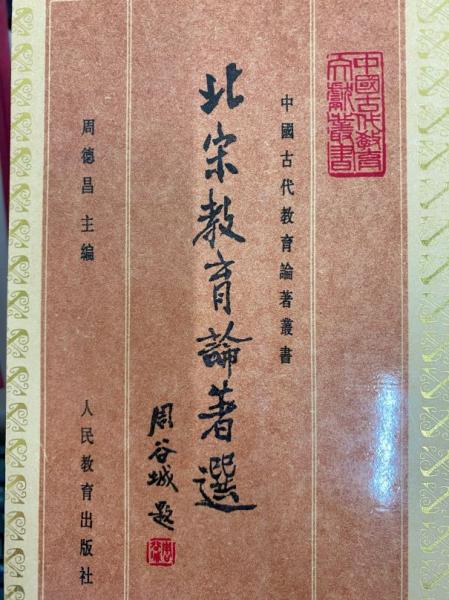 中國古代教育
文獻叢書
中國古代教育論著叢書
北宋教育論著選
周谷城題
周德昌主編
人民教育出版社